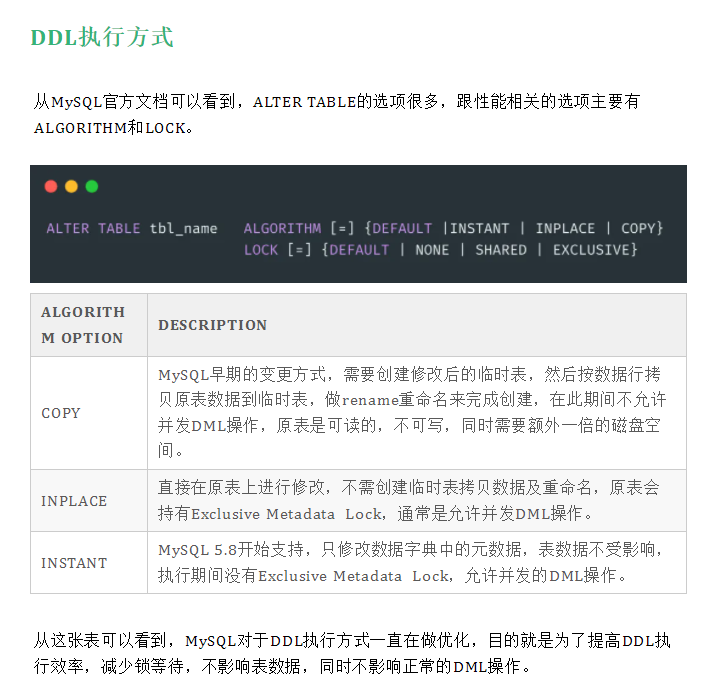 DDL执行方式
从MySQL官方文档可以看到，ALTER TABLE的选项很多，跟性能相关的选项主要有
ALGORITHM和LOCK。
ALTER TABLE tbl_name   ALGORITHM [=] {DEFAULT |INSTANT | INPLACE | COPY}
LOCK [=] {DEFAULT | NONE | SHARED | EXCLUSIVE}
ALGORITH
M OPTION
DESCRIPTION
COPY
MySQL早期的变更方式，需要创建修改后的临时表，然后按数据行拷
贝原表数据到临时表，做rename重命名来完成创建，在此期间不允许
并发DML操作，原表是可读的，不可写，同时需要额外一倍的磁盘空
间。
INPLACE
直接在原表上进行修改，不需创建临时表拷贝数据及重命名，原表会
持有Exclusive Metadata Lock，通常是允许并发DML操作。
INSTANT
MySQL 5.8开始支持，只修改数据字典中的元数据，表数据不受影响，
执行期间没有Exclusive Metadata Lock，允许并发的DML操作。
从这张表可以看到，MySQL对于DDL执行方式一直在做优化，目的就是为了提高DDL执
行效率，减少锁等待，不影响表数据，同时不影响正常的DML操作。